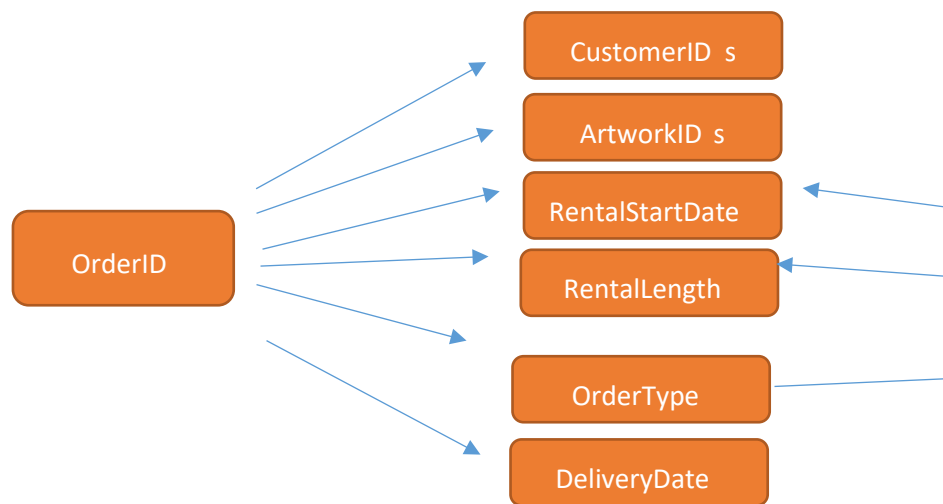 CustomerID s
ArtworkID s
RentalStartDate
OrderID
RentalLength
OrderType
DeliveryDate